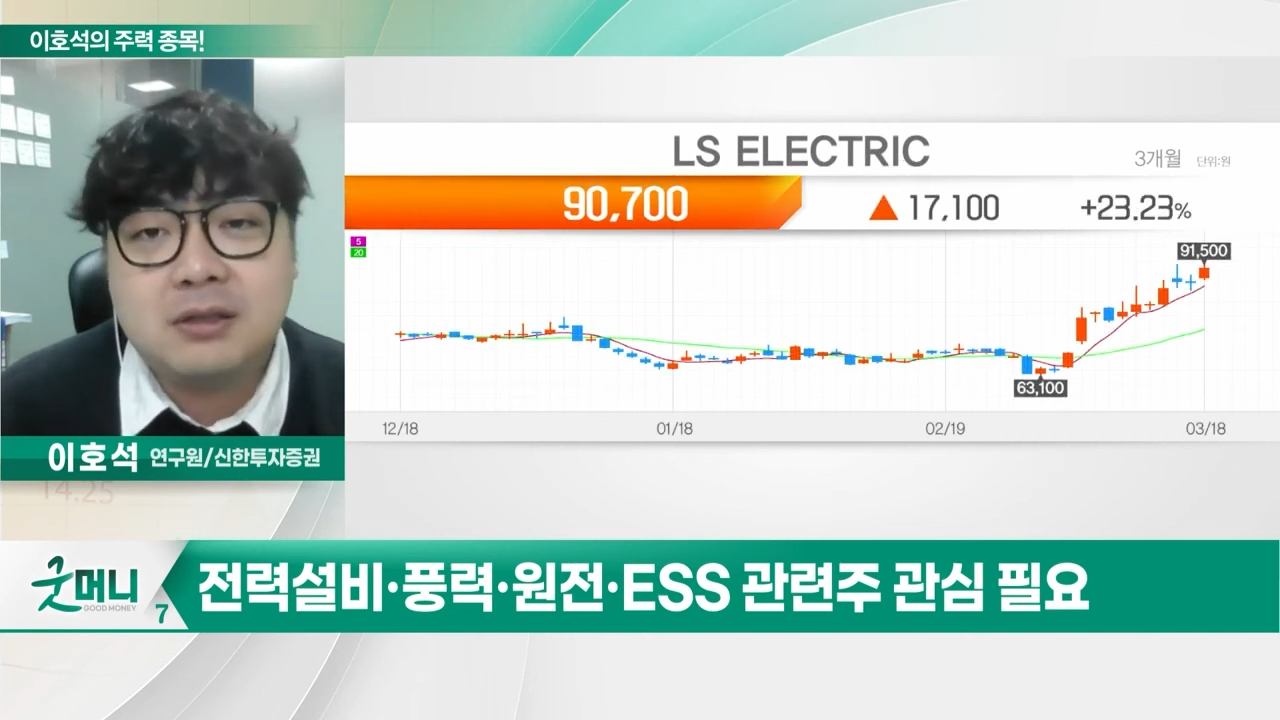 이호석의 주력 종목!
LS ELECTRIC
3개월 단위:원
90,700 ▲ 17,100 +23.23%
5
20
91,500
63,100
12/18 01/18 02/19 03/18
이호석 연구원/신한투자증권
14.25
굿머니
GOOD MONEY
7
전력설비·풍력·원전·ESS 관련주 관심 필요